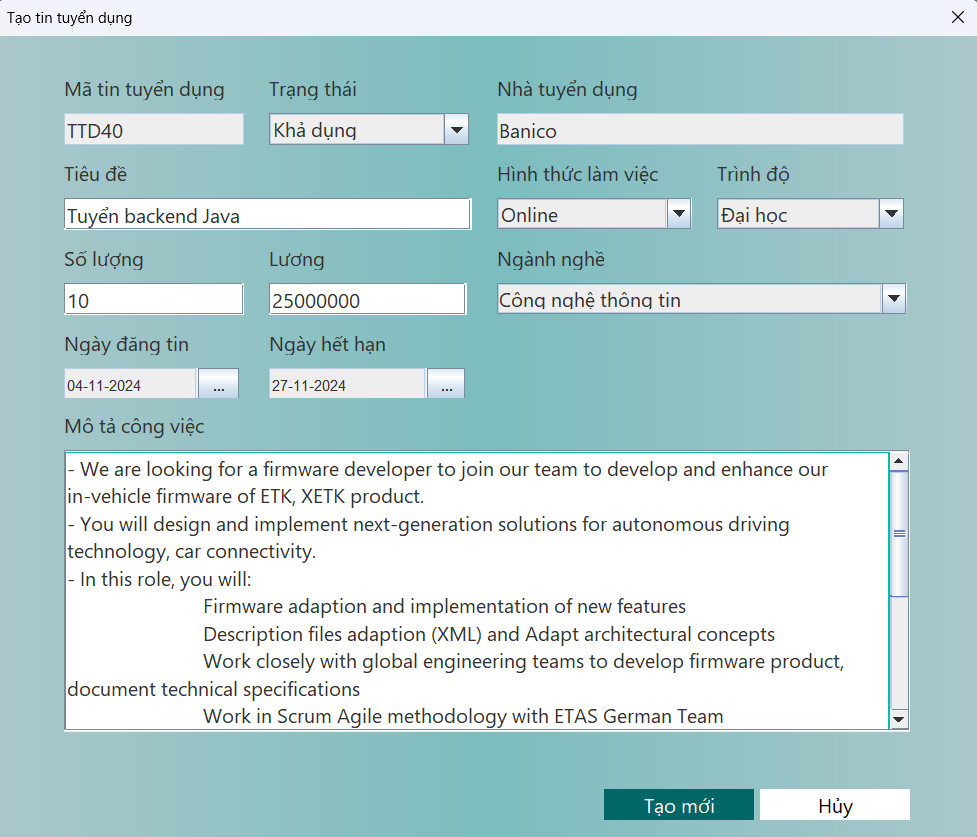 Tạo tin tuyển dụng
Mã tin tuyển dụng Trạng thái Nhà tuyển dụng
TTD40 Khả dụng Banico
Tiêu đề Hình thức làm việc Trình độ
Tuyển backend Java Online Đại học
Số lượng Lương Ngành nghề
10 25000000 Công nghệ thông tin
Ngày đăng tin Ngày hết hạn
04-11-2024 ... 27-11-2024 ...
Mô tả công việc
- We are looking for a firmware developer to join our team to develop and enhance our
in-vehicle firmware of ETK, XETK product.
- You will design and implement next-generation solutions for autonomous driving
technology, car connectivity.
- In this role, you will:
Firmware adaption and implementation of new features
Description files adaption (XML) and Adapt architectural concepts
Work closely with global engineering teams to develop firmware product,
document technical specifications
Work in Scrum Agile methodology with ETAS German Team
Tạo mới Hủy